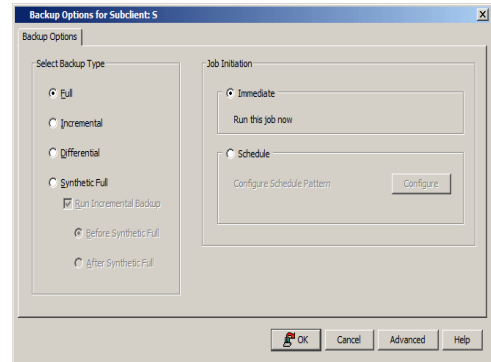 Backup Options for Subclient: S
Backup Options
Select Backup Type
Full
Incremental
Differential
Synthetic Full
Run Incremental Backup
Before Synthetic Full
After Synthetic Full
Job Initiation
Immediate
Run this job now
Schedule
Configure Schedule Pattern
Configure
OK
Cancel
Advanced
Help